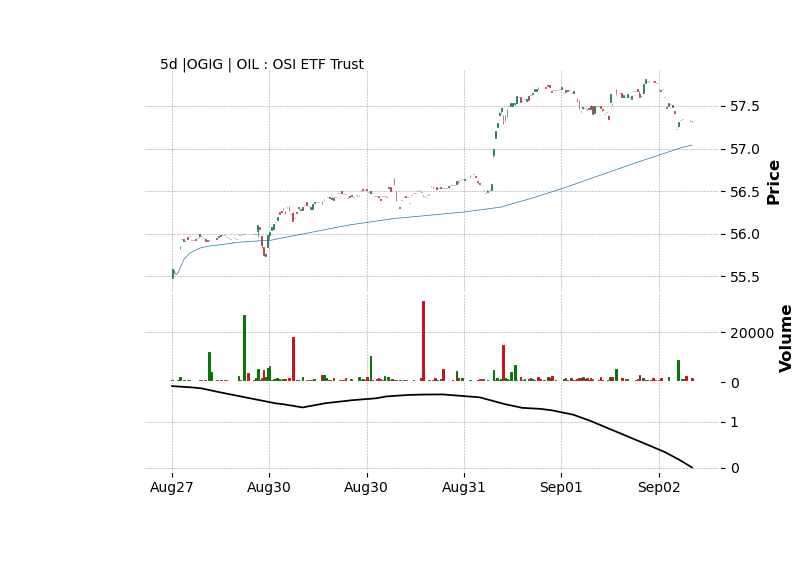 5d |OGIG | OIL : OSI ETF Trust
57.5
57.0
56.5
56.0
55.5
Price
20000
0
Volume
1
0
Aug27 Aug30 Aug30 Aug31 Sep01 Sep02